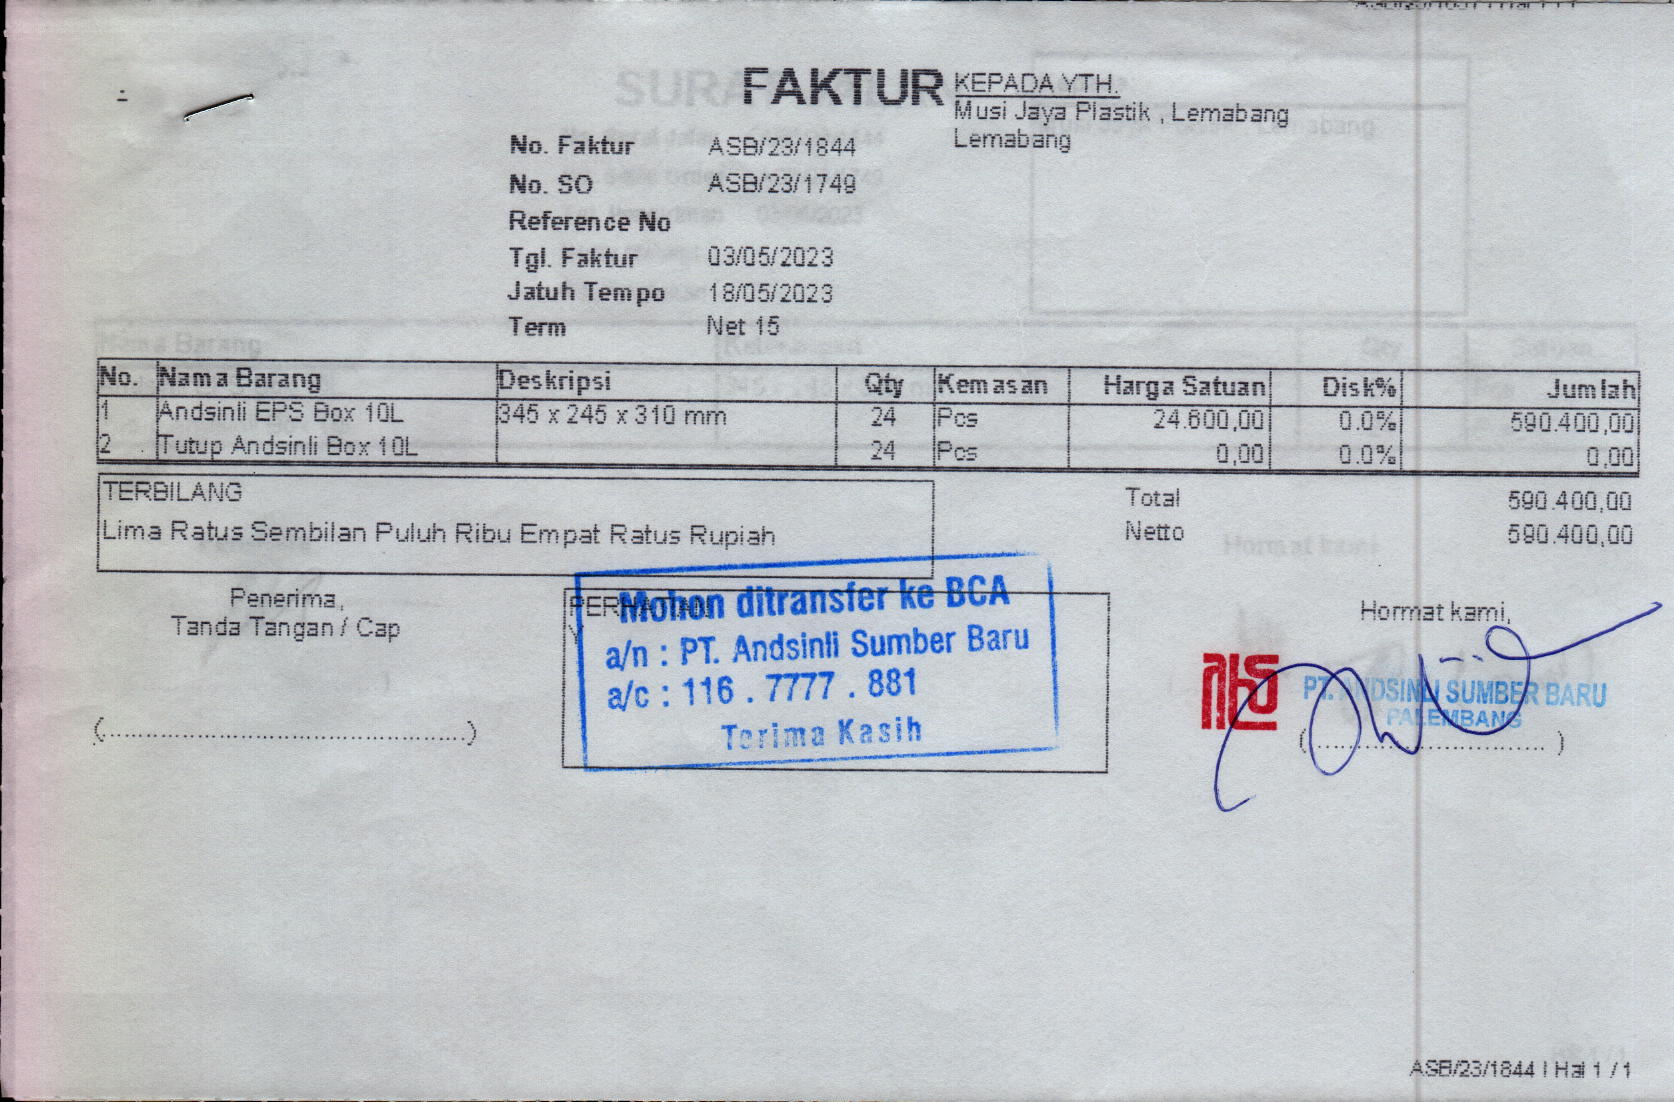 FAKTUR
KEPADA YTH.
Musi Jaya Plastik , Lemabang
Lemabang
No. Faktur ASB/23/1844
No. SO ASB/23/1749
Reference No
Tgl. Faktur 03/05/2023
Jatuh Tempo 18/05/2023
Term Net 15
No. Nama Barang Deskripsi Qty Kemasan Harga Satuan Disk% Jumlah
1 Andsinli EPS Box 10L 345 x 245 x 310 mm 24 Pcs 24.600,00 0.0% 590.400,00
2 Tutup Andsinli Box 10L 24 Pcs 0,00 0.0% 0,00
TERBILANG
Lima Ratus Sembilan Puluh Ribu Empat Ratus Rupiah
Total 590.400,00
Netto 590.400,00
Penerima,
Tanda Tangan / Cap
(..............................................)
Mohon ditransfer ke BCA
a/n : PT. Andsinli Sumber Baru
a/c : 116 . 7777 . 881
Terima Kasih
Hormat kami,
PT. ANDSINLI SUMBER BARU
PALEMBANG
(.............................. )
ASB/23/1844 | Hal 1 / 1